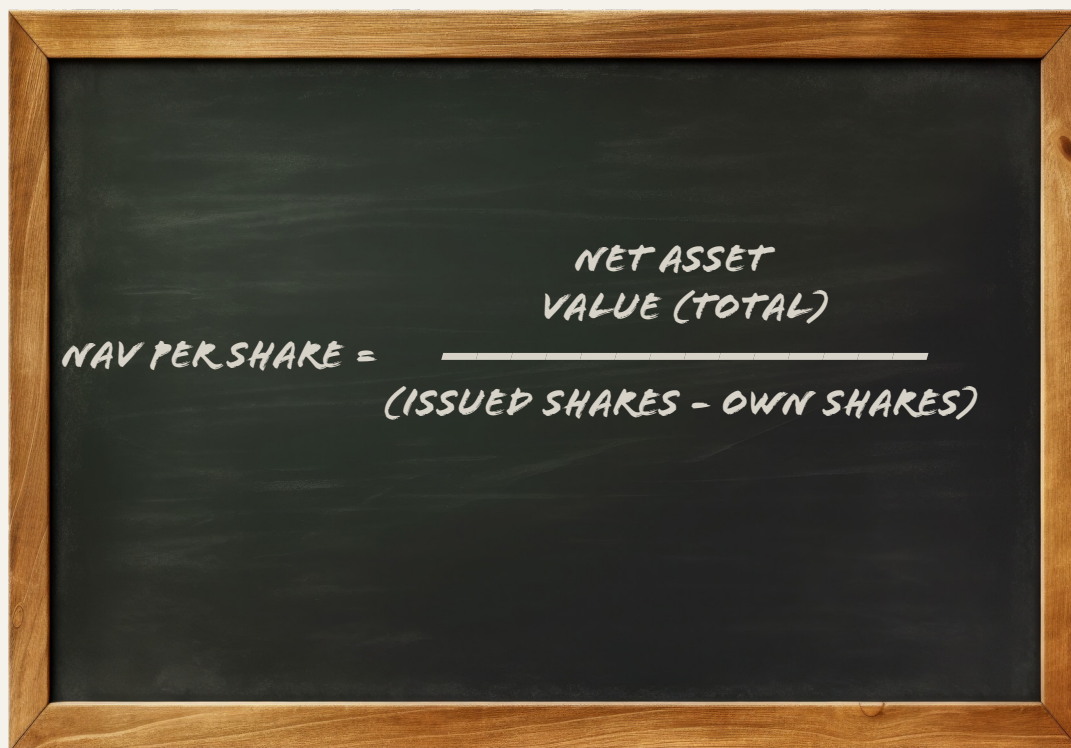 NET ASSET
VALUE (TOTAL)
NAV PER SHARE =
(ISSUED SHARES - OWN SHARES)